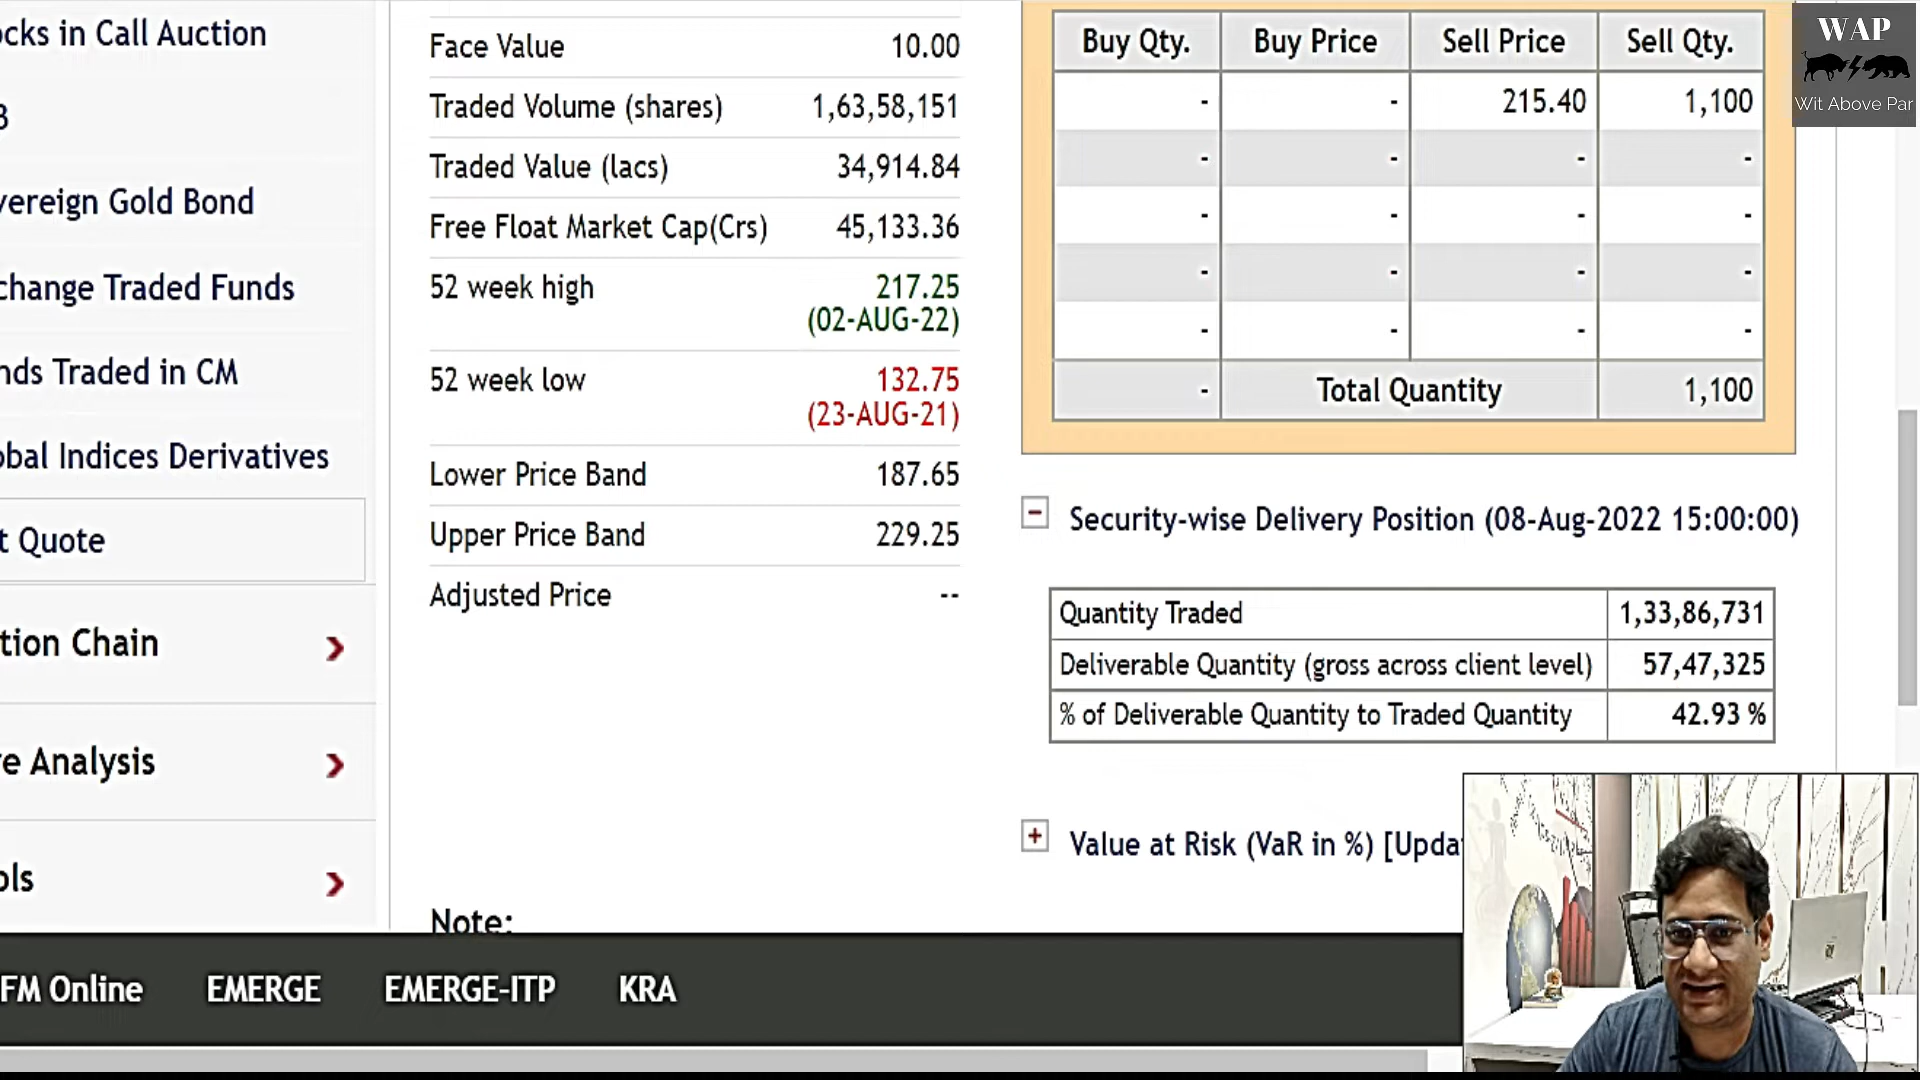 ocks in Call Auction
B
vereign Gold Bond
change Traded Funds
nds Traded in CM
obal Indices Derivatives
t Quote
tion Chain
re Analysis
ols
Face Value 10.00
Traded Volume (shares) 1,63,58,151
Traded Value (lacs) 34,914.84
Free Float Market Cap(Crs) 45,133.36
52 week high 217.25
(02-AUG-22)
52 week low 132.75
(23-AUG-21)
Lower Price Band 187.65
Upper Price Band 229.25
Adjusted Price --
Note:
Buy Qty. Buy Price Sell Price Sell Qty.
- - 215.40 1,100
- - - -
- - - -
- - - -
- - - -
- Total Quantity 1,100
Security-wise Delivery Position (08-Aug-2022 15:00:00)
Quantity Traded 1,33,86,731
Deliverable Quantity (gross across client level) 57,47,325
% of Deliverable Quantity to Traded Quantity 42.93 %
Value at Risk (VaR in %) [Upda
WAP
Wit Above Par
FM Online EMERGE EMERGE-ITP KRA